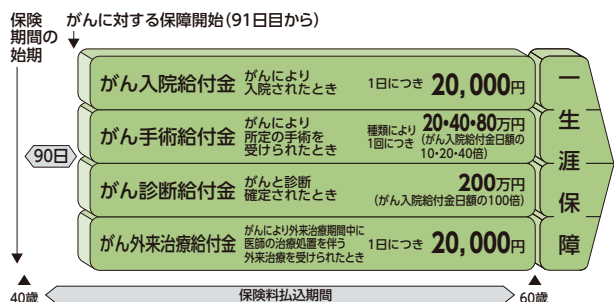 保険
期間の
始期
がんに対する保障開始(91日目から)
がん入院給付金 がんにより
入院されたとき
1日につき 20,000円
がん手術給付金 がんにより
所定の手術を
受けられたとき
種類により
1回につき 20・40・80万円
(がん入院給付金日額の
10・20・40倍)
90日
がん診断給付金 がんと診断
確定されたとき
200万円
(がん入院給付金日額の100倍)
がん外来治療給付金 がんにより外来治療期間中に
医師の治療処置を伴う
外来治療を受けられたとき
1日につき 20,000円
一生涯保障
40歳
保険料払込期間
60歳